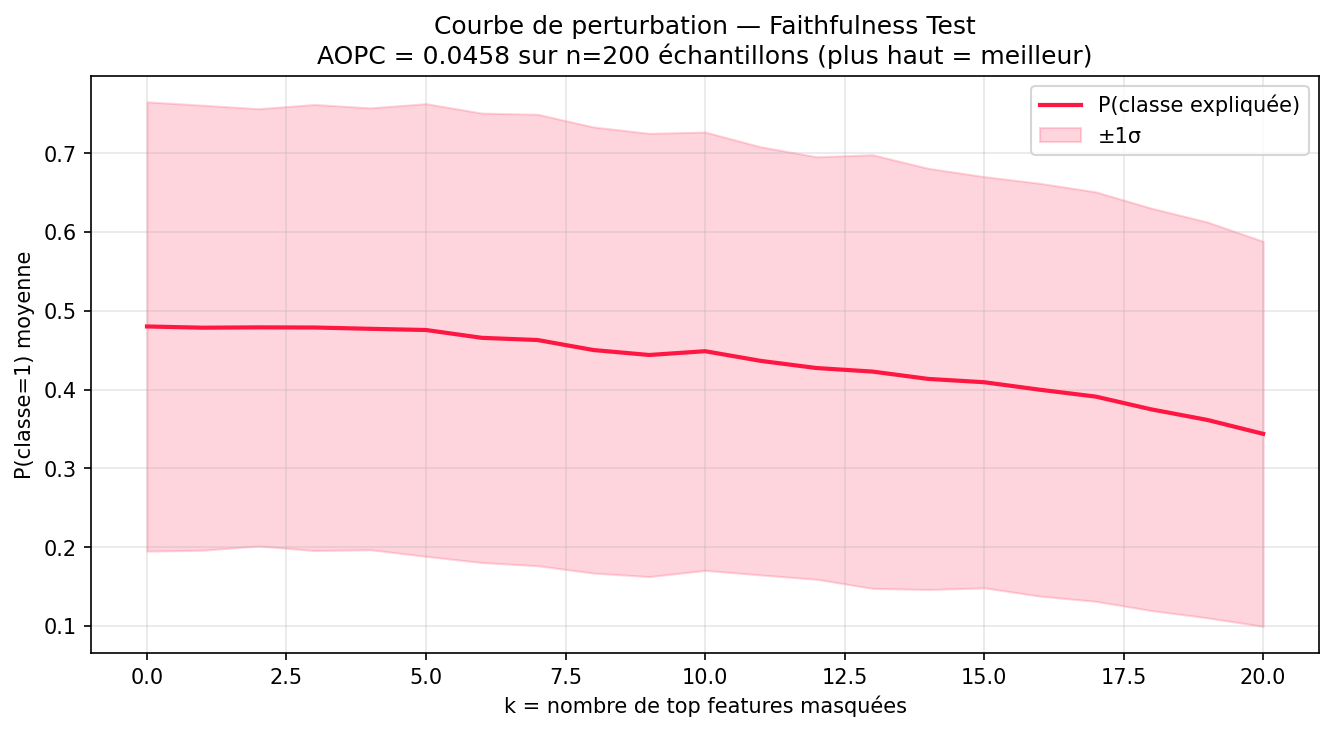 Courbe de perturbation — Faithfulness Test
AOPC = 0.0458 sur n=200 échantillons (plus haut = meilleur)
P(classe expliquée)
±1σ
P(classe=1) moyenne
0.7
0.6
0.5
0.4
0.3
0.2
0.1
0.0 2.5 5.0 7.5 10.0 12.5 15.0 17.5 20.0
k = nombre de top features masquées